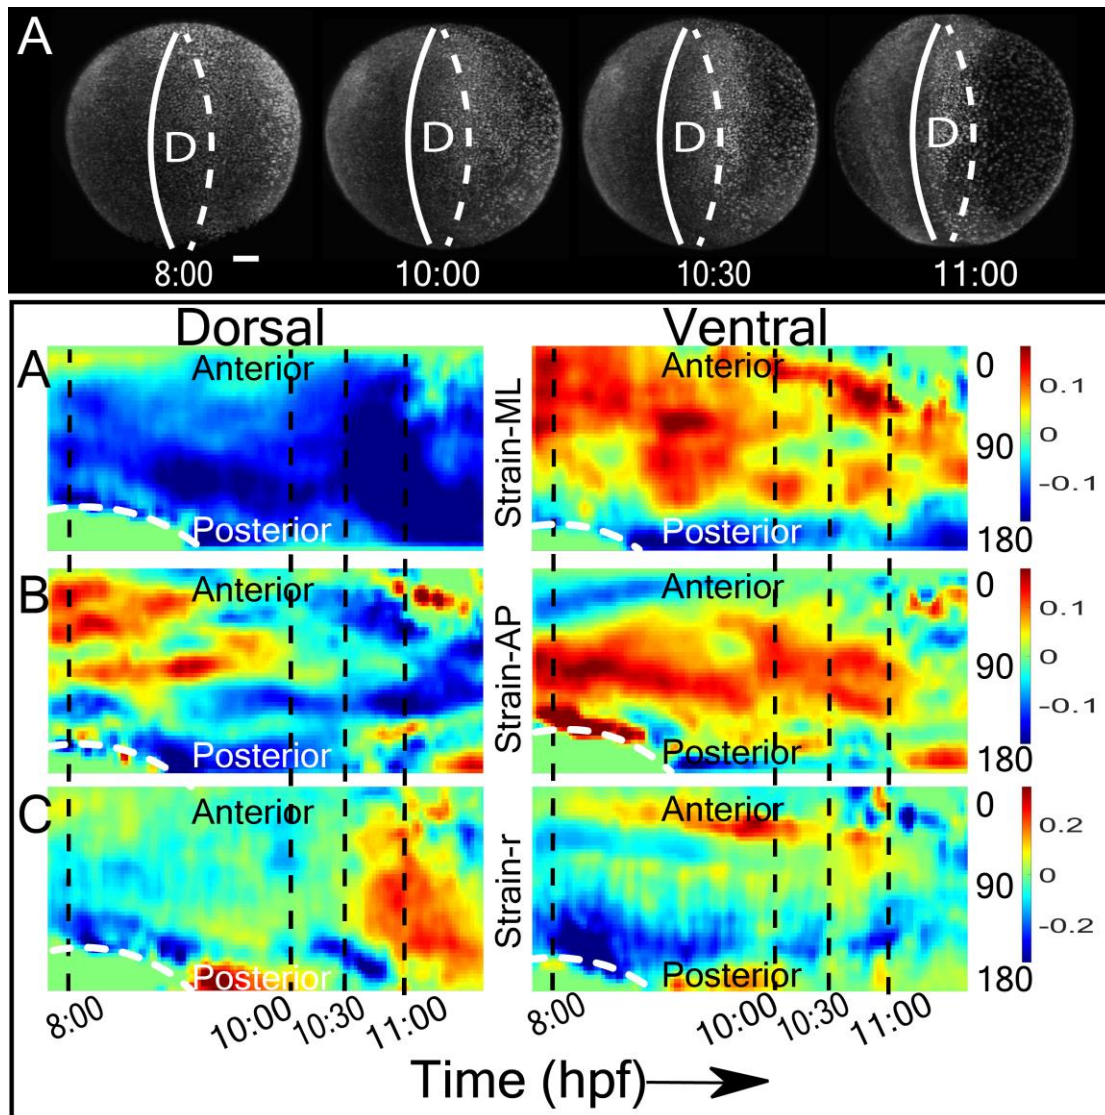 A
D
D
D
D
8:00
10:00
10:30
11:00
Dorsal
Ventral
A
Anterior
Posterior
Strain-ML
Anterior
Posterior
0
90
180
0.1
0
-0.1
B
Anterior
Posterior
Strain-AP
Anterior
Posterior
0
90
180
0.1
0
-0.1
C
Anterior
Posterior
Strain-r
Anterior
Posterior
0
90
180
0.2
0
-0.2
8:00
10:00
10:30
11:00
8:00
10:00
10:30
11:00
Time (hpf)